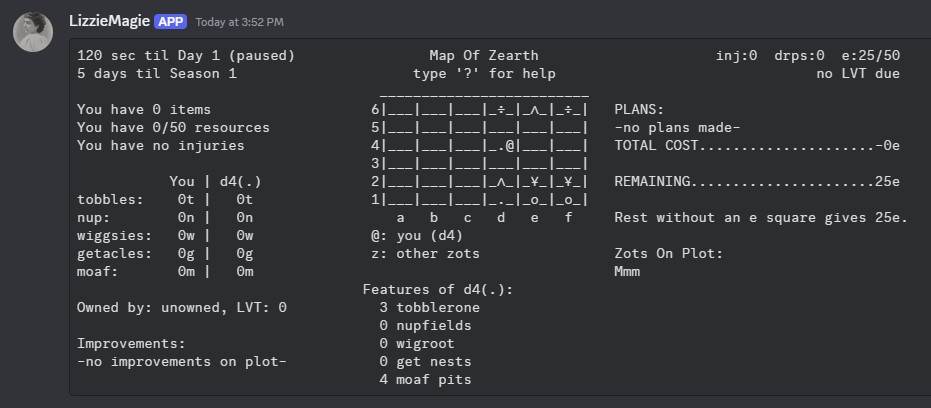 LizzieMagie APP Today at 3:52 PM
120 sec til Day 1 (paused)                Map Of Zearth                      inj:0  drps:0  e:25/50
5 days til Season 1                     type '?' for help                                no LVT due
                                    _________________________
You have 0 items                   6|___|___|___|_÷_|_^_|_÷_|   PLANS:
You have 0/50 resources            5|___|___|___|___|___|___|   -no plans made-
You have no injuries               4|___|___|___|_.@|___|___|   TOTAL COST.....................-0e
                                   3|___|___|___|___|___|___|
           You | d4(.)             2|___|___|___|_^_|_¥_|_¥_|   REMAINING......................25e
tobbles:    0t |   0t              1|___|___|___|_._|_o_|_o_|
nup:        0n |   0n                 a   b   c   d   e   f     Rest without an e square gives 25e.
wiggsies:   0w |   0w              @: you (d4)
getacles:   0g |   0g              z: other zots                Zots On Plot:
moaf:       0m |   0m                                           Mmm
                                  Features of d4(.):
Owned by: unowned, LVT: 0           3 tobblerone
                                    0 nupfields
Improvements:                       0 wigroot
-no improvements on plot-           0 get nests
                                    4 moaf pits